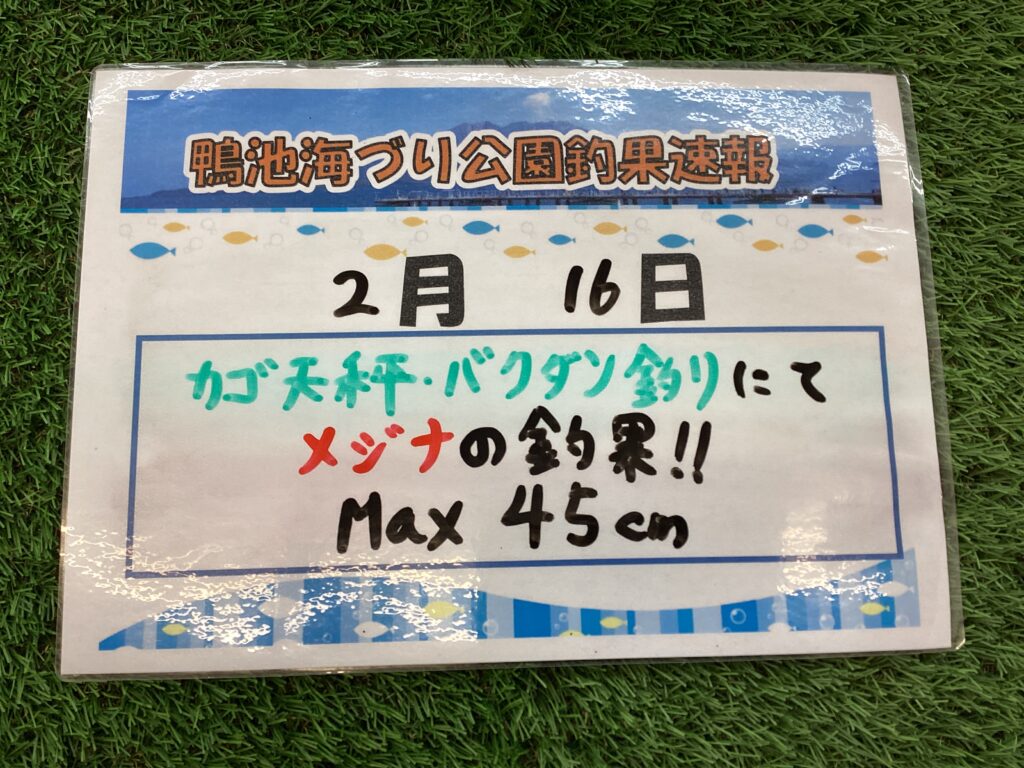 鴨池海づり公園釣果速報
2月 16日
カゴ天秤・バクダン釣りにて
メジナの釣果!!
Max 45cm